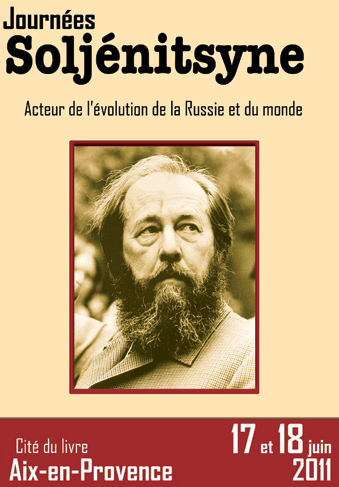 Journées
Soljénitsyne
Acteur de l'évolution de la Russie et du monde
Cité du livre
Aix-en-Provence
17 et 18 juin
2011